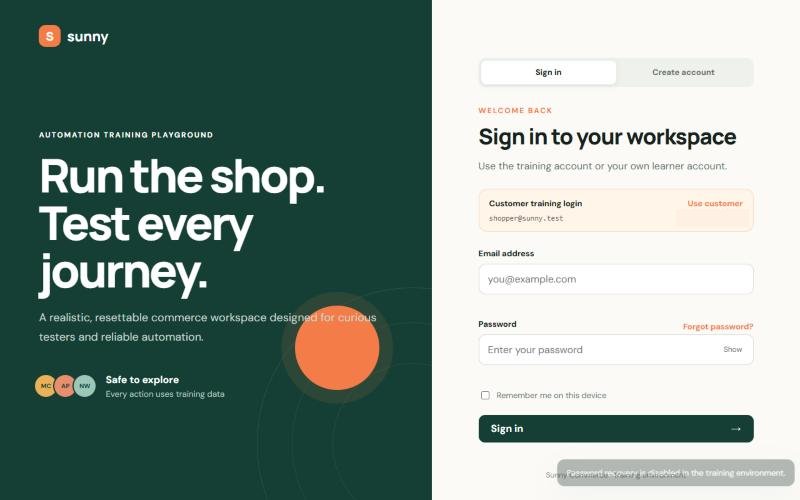 S sunny
AUTOMATION TRAINING PLAYGROUND
Run the shop.
Test every
journey.
A realistic, resettable commerce workspace designed for curious
testers and reliable automation.
MC AP NW
Safe to explore
Every action uses training data
Sign in
Create account
WELCOME BACK
Sign in to your workspace
Use the training account or your own learner account.
Customer training login
Use customer
shopper@sunny.test
Email address
you@example.com
Password
Forgot password?
Enter your password
Show
Remember me on this device
Sign in →
Sunny Commerce training environment
Password recovery is disabled in the training environment.